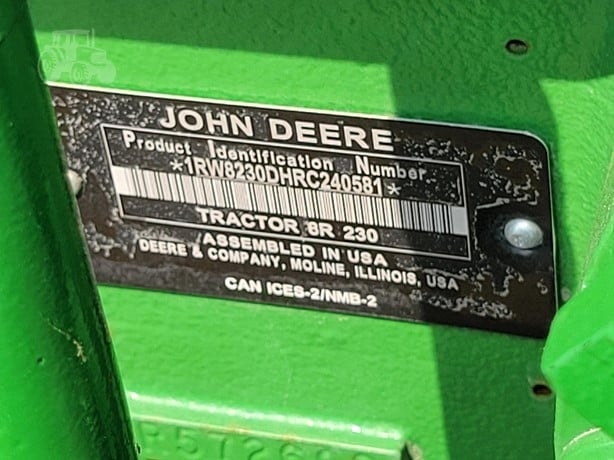 JOHN DEERE
Product Identification Number
*1RW8230DHRC240581*
TRACTOR 8R 230
ASSEMBLED IN USA
DEERE & COMPANY, MOLINE, ILLINOIS, USA
CAN ICES-2/NMB-2